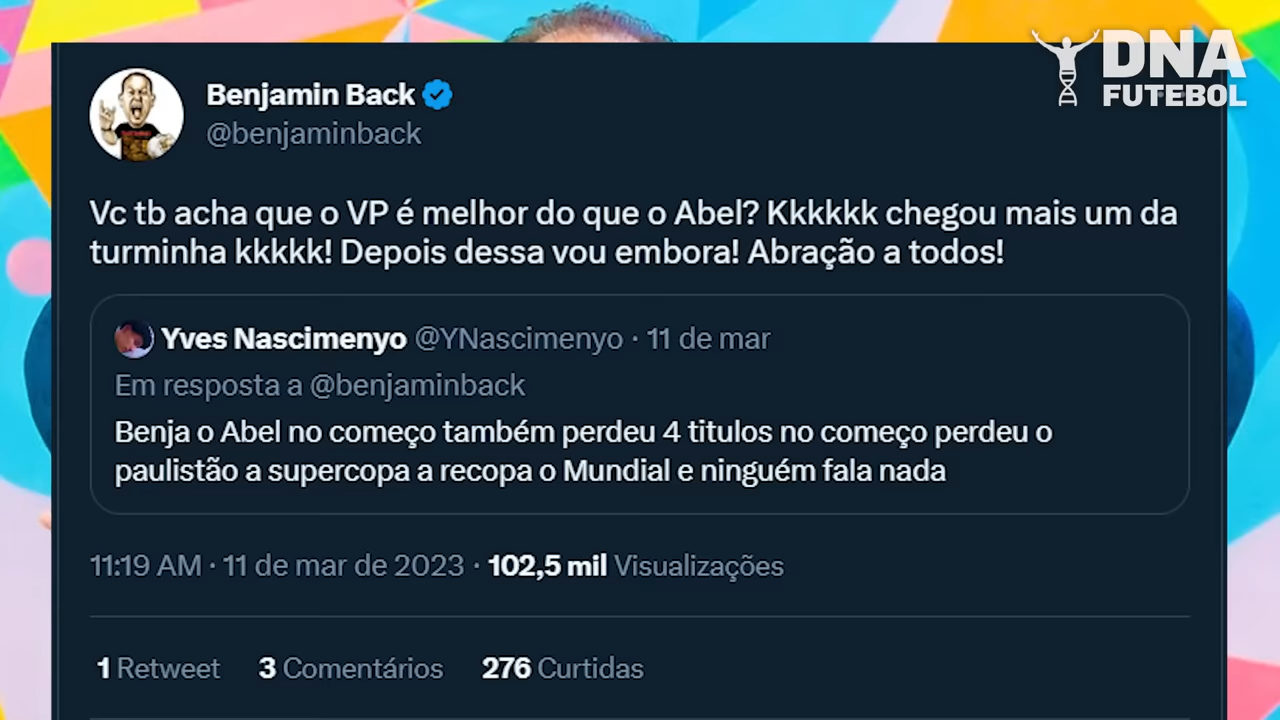 DNA
FUTEBOL
Benjamin Back
@benjaminback
Vc tb acha que o VP é melhor do que o Abel? Kkkkkk chegou mais um da
turminha kkkkk! Depois dessa vou embora! Abração a todos!
Yves Nascimenyo @YNascimenyo · 11 de mar
Em resposta a @benjaminback
Benja o Abel no começo também perdeu 4 titulos no começo perdeu o
paulistão a supercopa a recopa o Mundial e ninguém fala nada
11:19 AM · 11 de mar de 2023 · 102,5 mil Visualizações
1 Retweet 3 Comentários 276 Curtidas